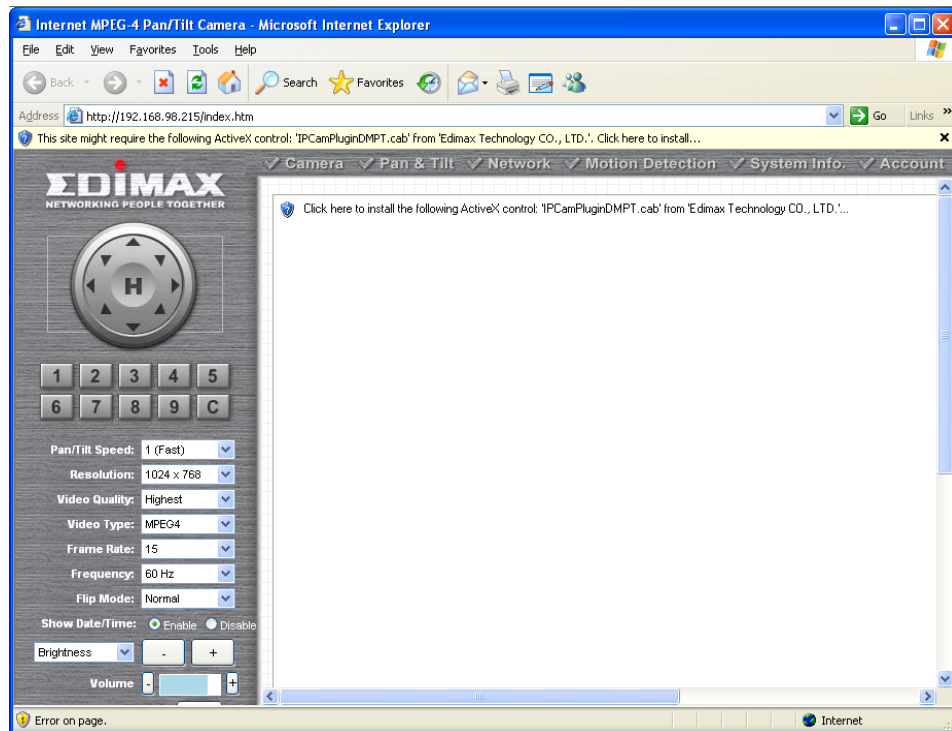 Internet MPEG-4 Pan/Tilt Camera - Microsoft Internet Explorer
File Edit View Favorites Tools Help
Back Search Favorites
Address http://192.168.98.215/index.htm Go Links »
This site might require the following ActiveX control: 'IPCamPluginDMPT.cab' from 'Edimax Technology CO., LTD.'. Click here to install...
EDIMAX
NETWORKING PEOPLE TOGETHER
Camera Pan & Tilt Network Motion Detection System Info. Account
Click here to install the following ActiveX control: 'IPCamPluginDMPT.cab' from 'Edimax Technology CO., LTD.'...
H
1 2 3 4 5
6 7 8 9 C
Pan/Tilt Speed: 1 (Fast)
Resolution: 1024 x 768
Video Quality: Highest
Video Type: MPEG4
Frame Rate: 15
Frequency: 60 Hz
Flip Mode: Normal
Show Date/Time: Enable Disable
Brightness - +
Volume - +
Error on page. Internet